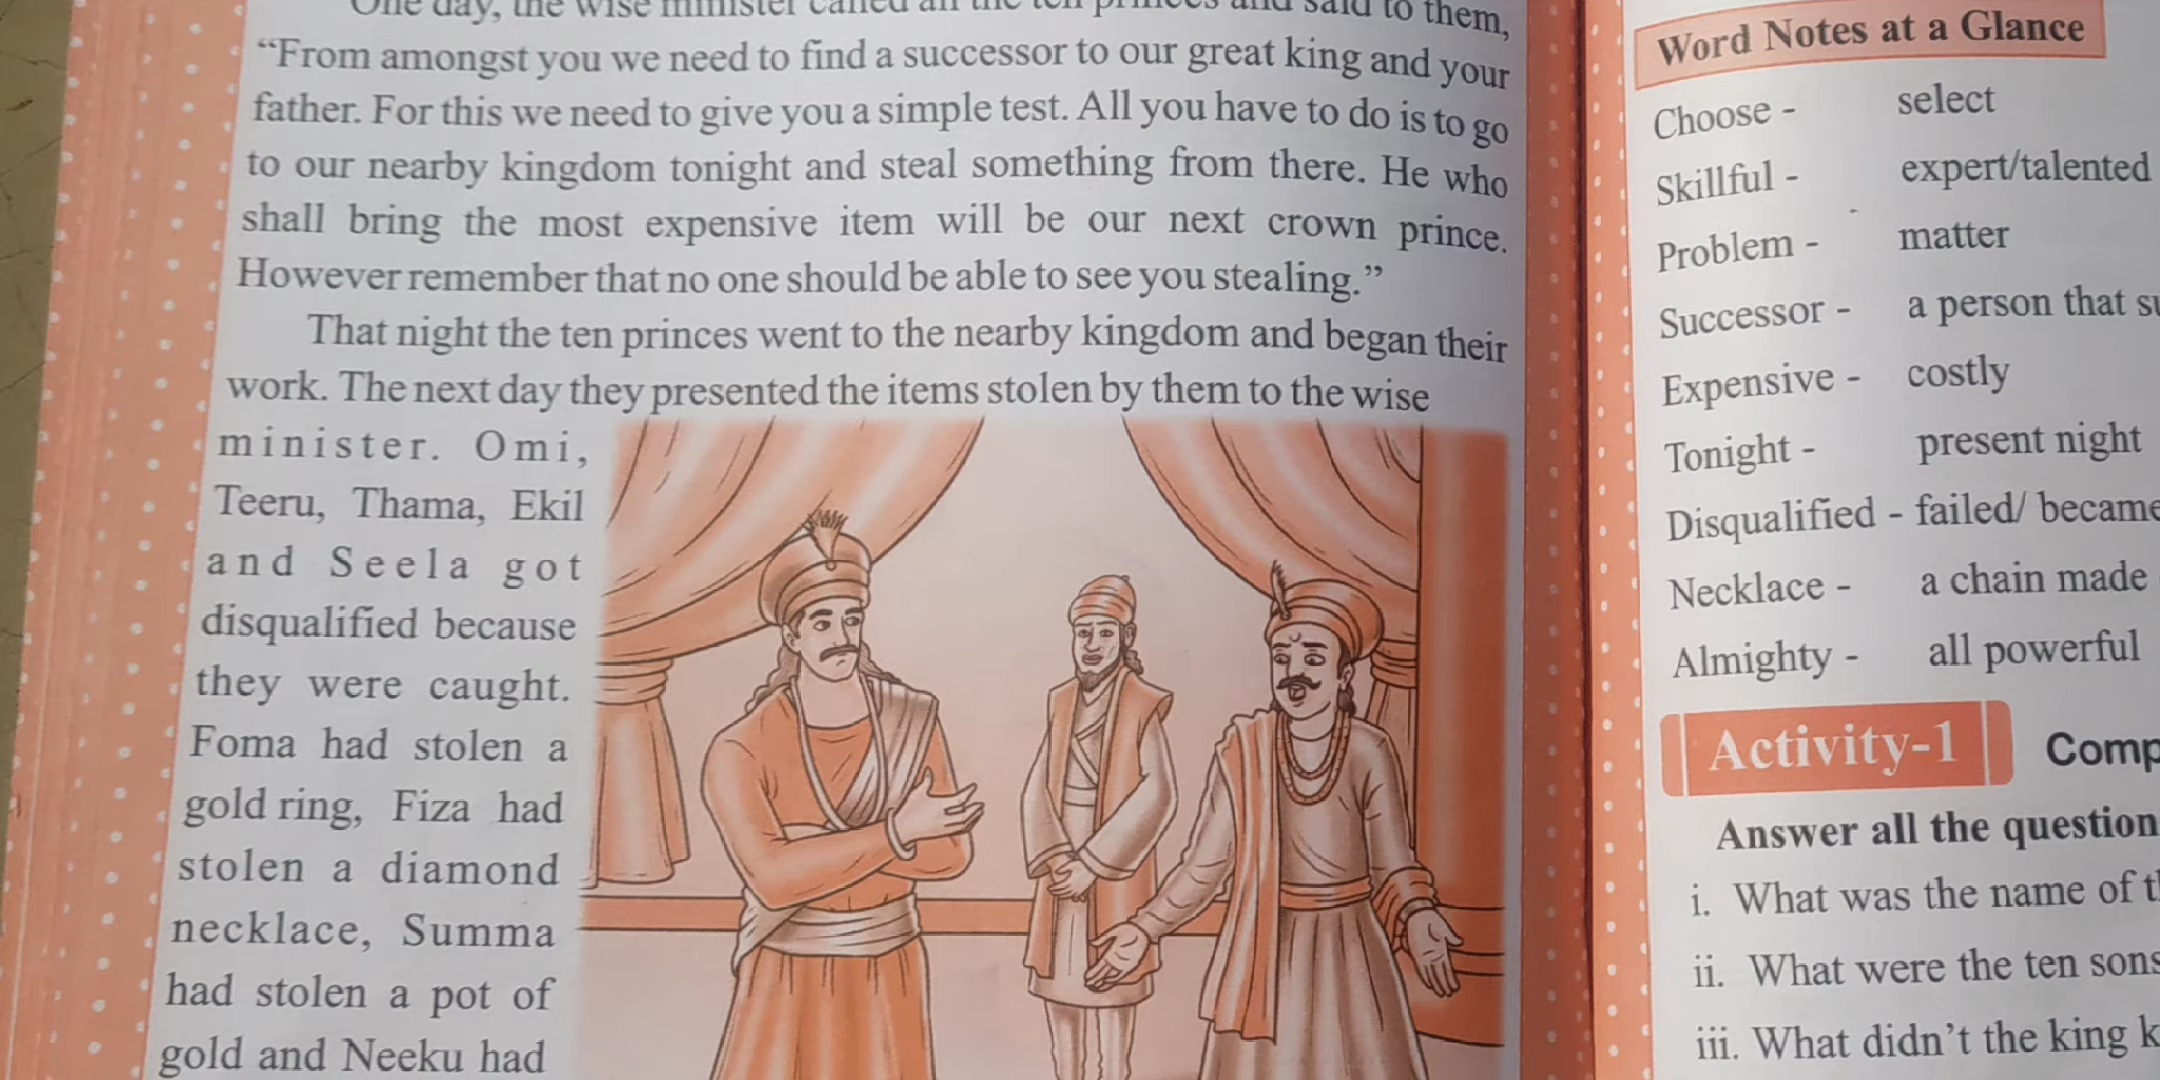 One day, the wise minister called all the ten princes and said to them,
“From amongst you we need to find a successor to our great king and your
father. For this we need to give you a simple test. All you have to do is to go
to our nearby kingdom tonight and steal something from there. He who
shall bring the most expensive item will be our next crown prince.
However remember that no one should be able to see you stealing.”
That night the ten princes went to the nearby kingdom and began their
work. The next day they presented the items stolen by them to the wise
minister. Omi,
Teeru, Thama, Ekil
and Seela got
disqualified because
they were caught.
Foma had stolen a
gold ring, Fiza had
stolen a diamond
necklace, Summa
had stolen a pot of
gold and Neeku had
Word Notes at a Glance
Choose - select
Skillful - expert/talented
Problem - matter
Successor - a person that
Expensive - costly
Tonight - present night
Disqualified - failed/ became
Necklace - a chain made
Almighty - all powerful
Activity-1
Answer all the question
i. What was the name of
ii. What were the ten sons
iii. What didn’t the king